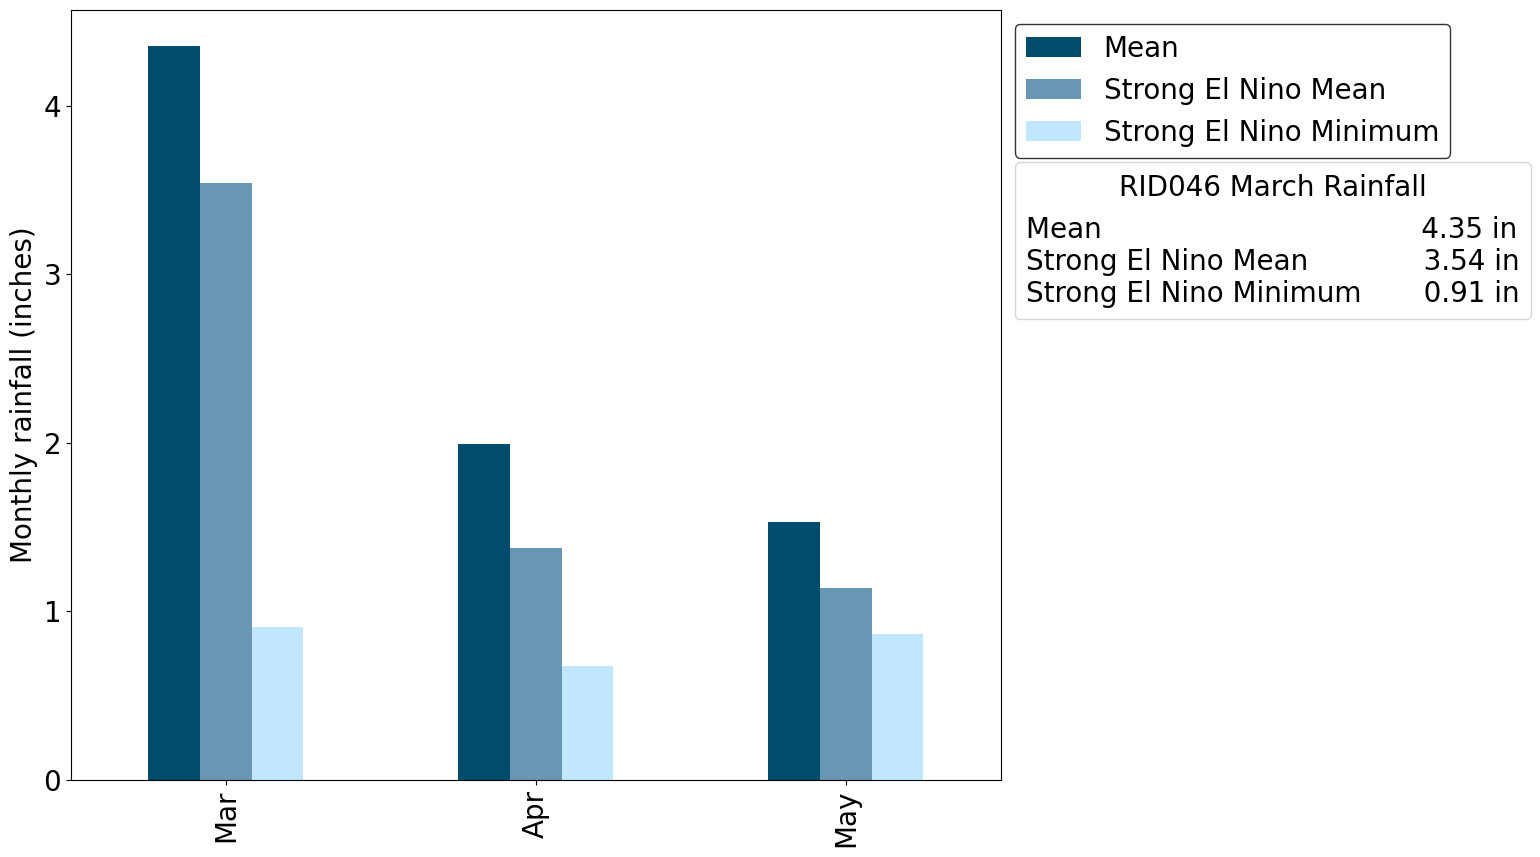 Monthly rainfall (inches)
4
3
2
1
0
Mar
Apr
May
Mean
Strong El Nino Mean
Strong El Nino Minimum
RID046 March Rainfall
Mean 4.35 in
Strong El Nino Mean 3.54 in
Strong El Nino Minimum 0.91 in